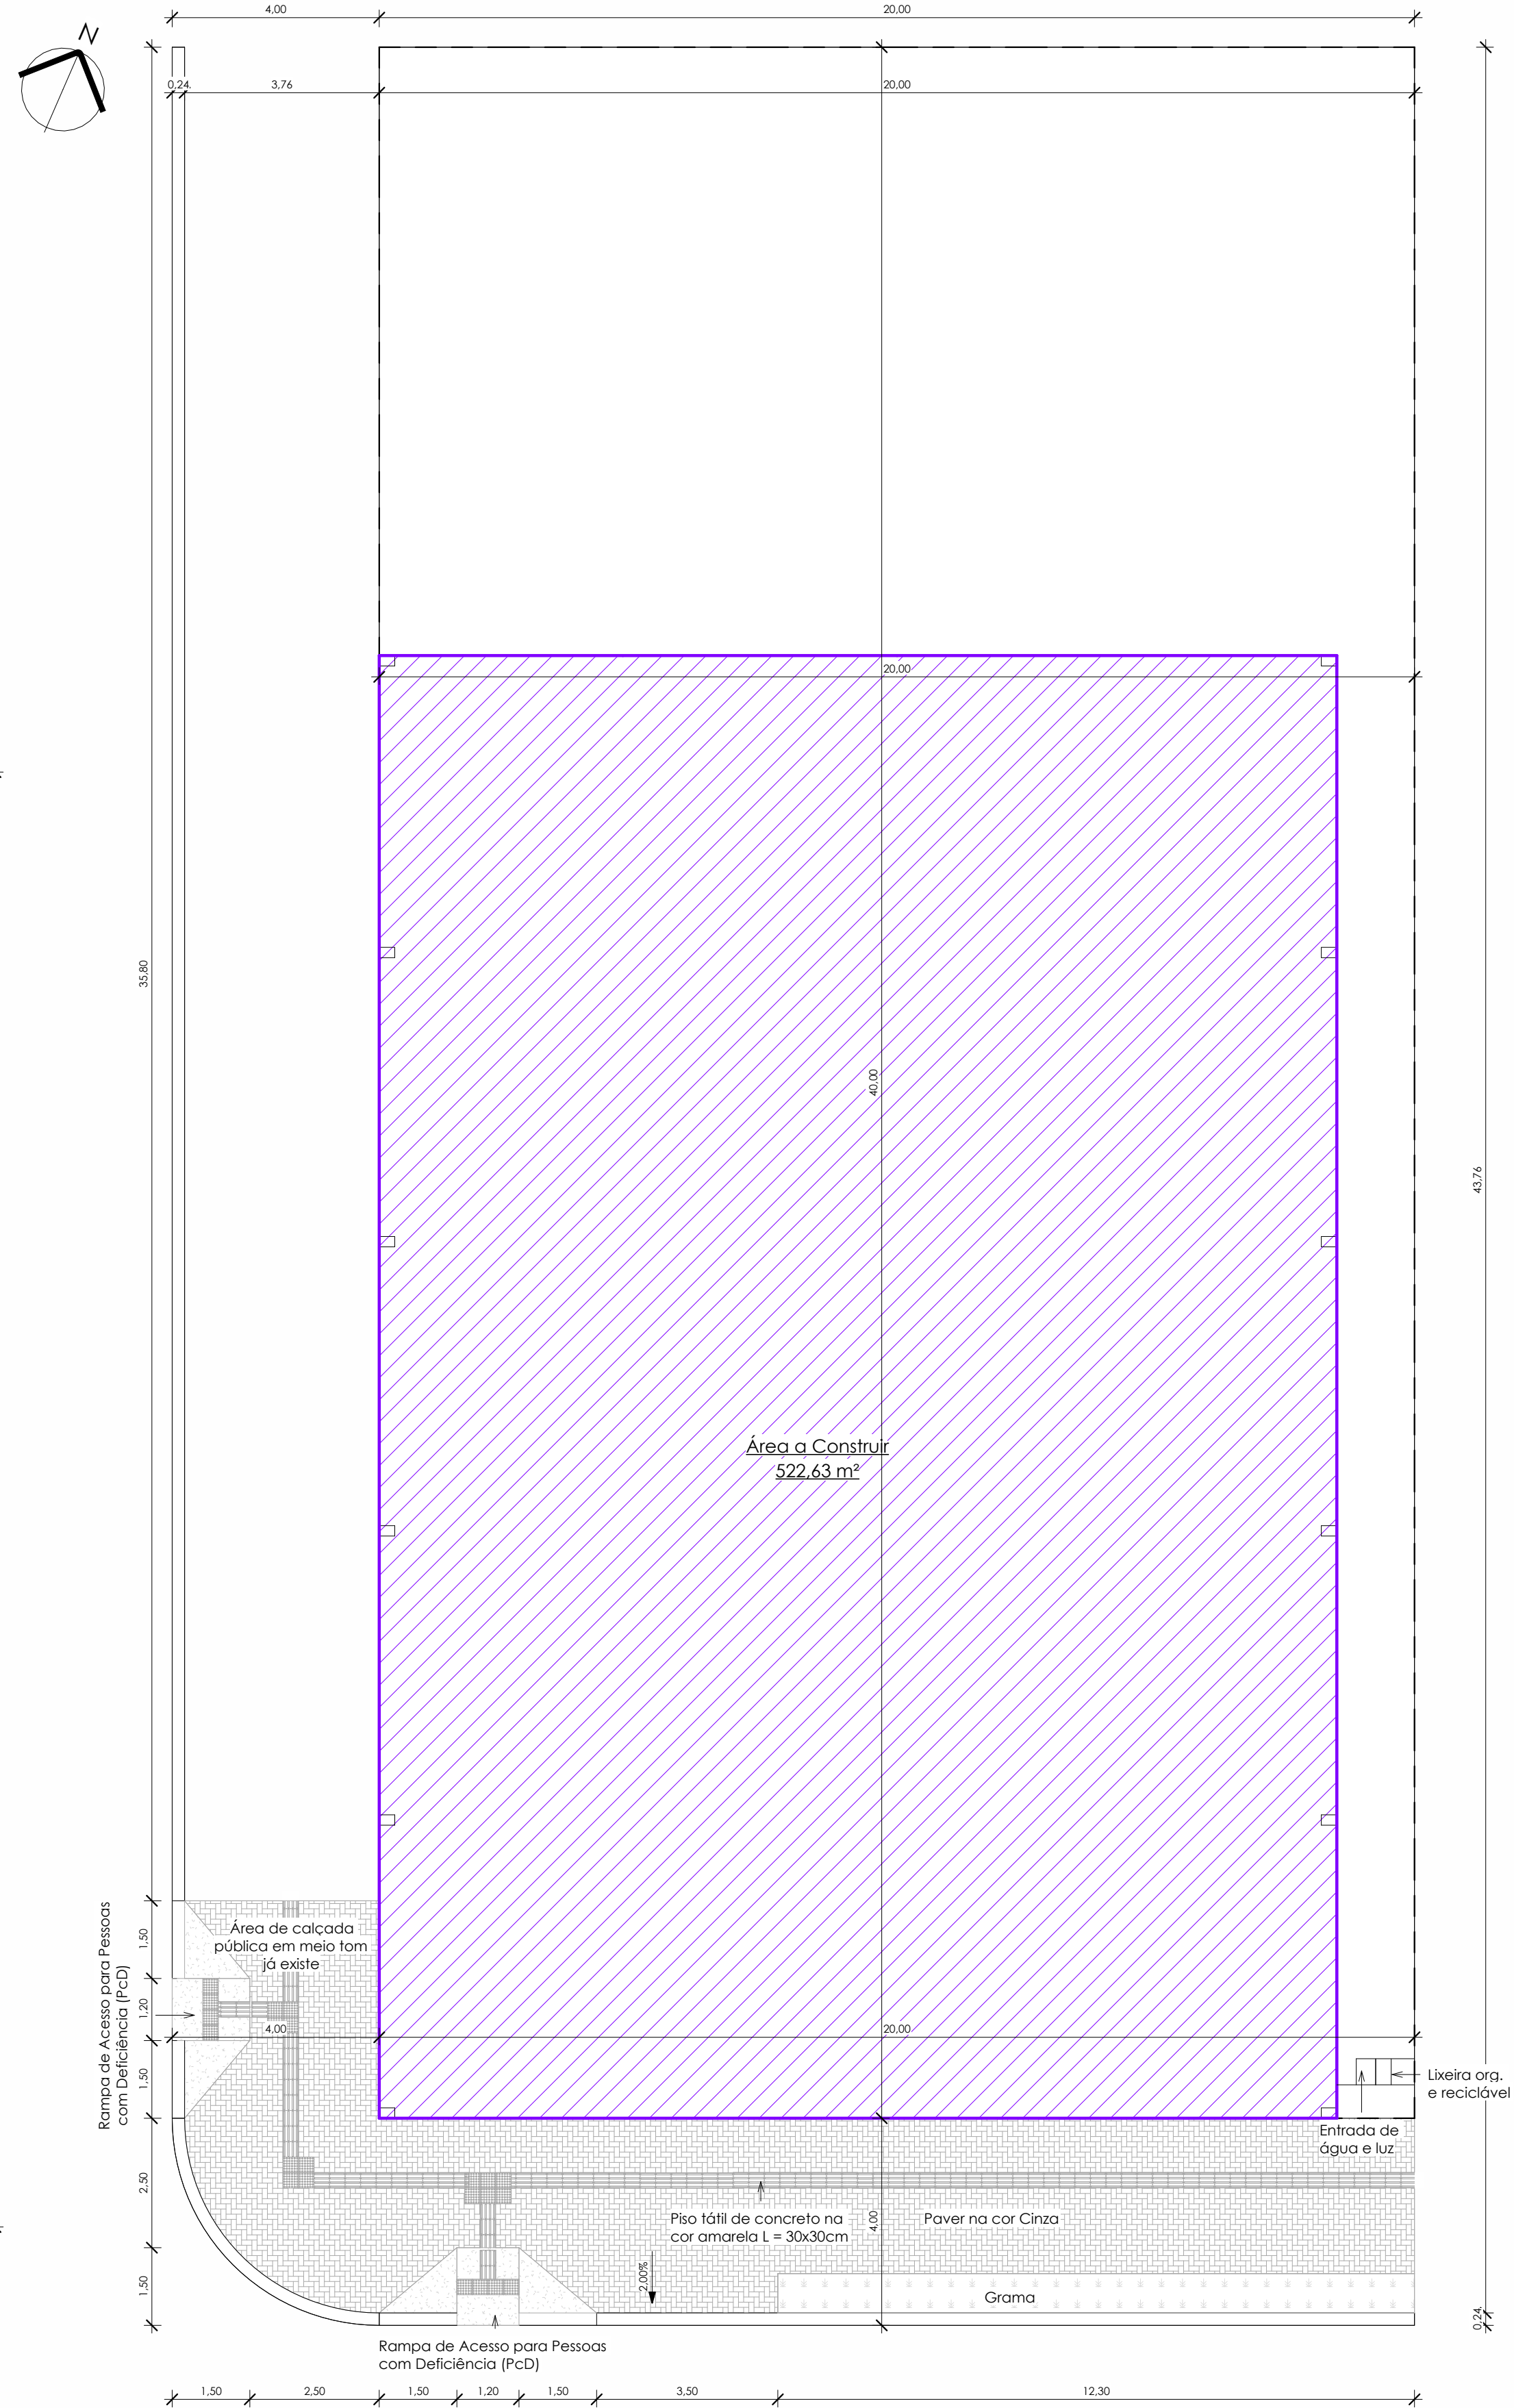 4,00
20,00
N
0,24
3,76
20,00
20,00
35,80
40,00
43,76
Área a Construir
522,63 m²
Rampa de Acesso para Pessoas
com Deficiência (PcD)
1,50
Área de calçada
pública em meio tom
já existe
1,20
4,00
20,00
1,50
Lixeira org.
e reciclável
Entrada de
água e luz
2,50
Piso tátil de concreto na
cor amarela L = 30x30cm
4,00
Paver na cor Cinza
1,50
2,00%
Grama
0,24
Rampa de Acesso para Pessoas
com Deficiência (PcD)
1,50
2,50
1,50
1,20
1,50
3,50
12,30